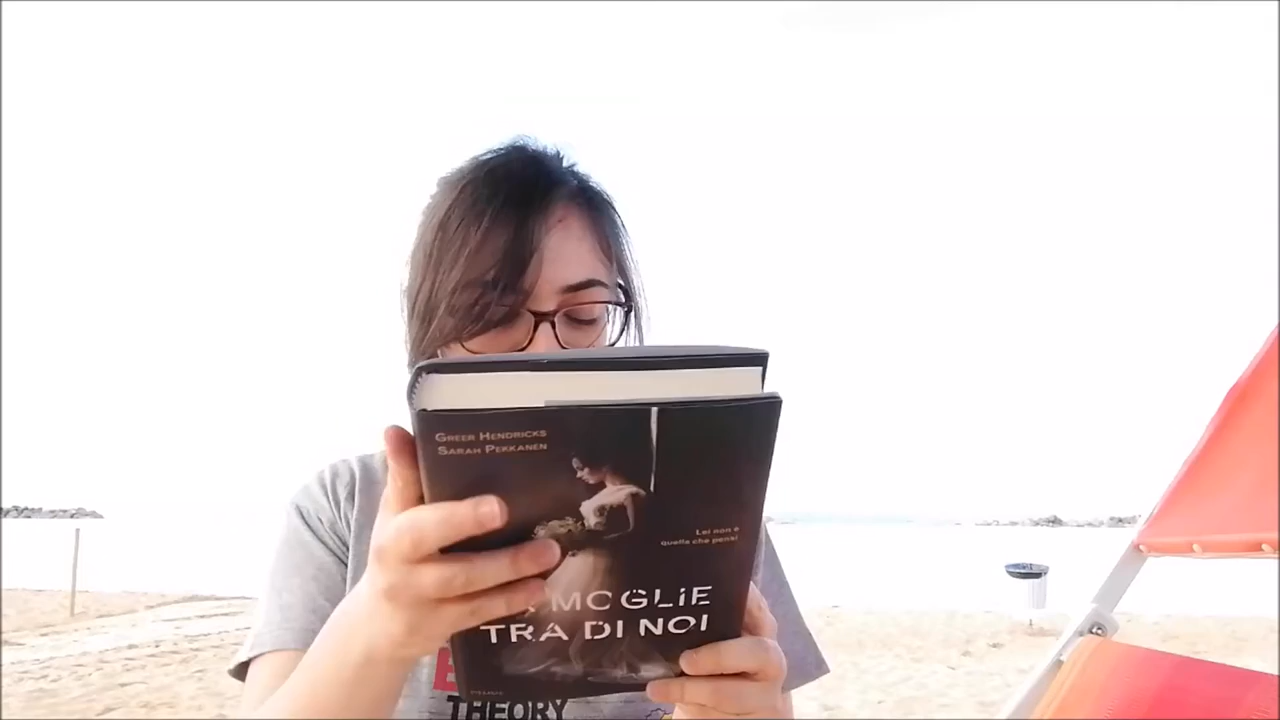 GREER HENDRICKS
SARAH PEKKANEN
Lei non è
quella che pensi
MOGLIE
TRA DI NOI
THEORY